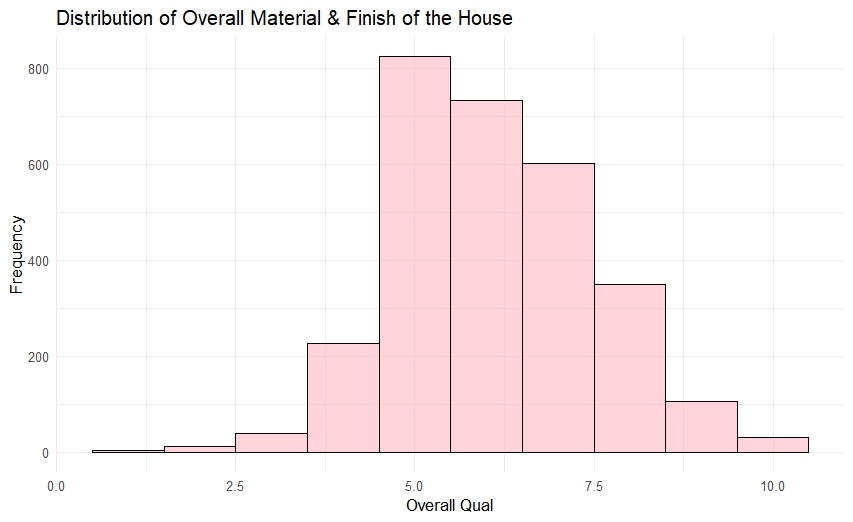 Distribution of Overall Material & Finish of the House
800
600
400
200
0
Frequency
0.0 2.5 5.0 7.5 10.0
Overall Qual